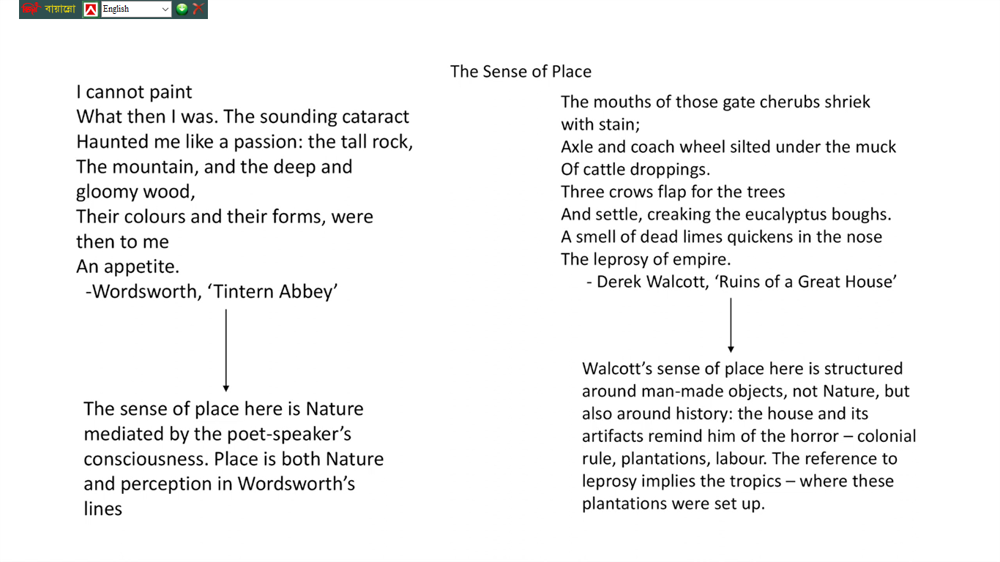 বায়ান্নো
English
The Sense of Place
I cannot paint
What then I was. The sounding cataract
Haunted me like a passion: the tall rock,
The mountain, and the deep and
gloomy wood,
Their colours and their forms, were
then to me
An appetite.
-Wordsworth, ‘Tintern Abbey’
The sense of place here is Nature
mediated by the poet-speaker’s
consciousness. Place is both Nature
and perception in Wordsworth’s
lines
The mouths of those gate cherubs shriek
with stain;
Axle and coach wheel silted under the muck
Of cattle droppings.
Three crows flap for the trees
And settle, creaking the eucalyptus boughs.
A smell of dead limes quickens in the nose
The leprosy of empire.
- Derek Walcott, ‘Ruins of a Great House’
Walcott’s sense of place here is structured
around man-made objects, not Nature, but
also around history: the house and its
artifacts remind him of the horror – colonial
rule, plantations, labour. The reference to
leprosy implies the tropics – where these
plantations were set up.